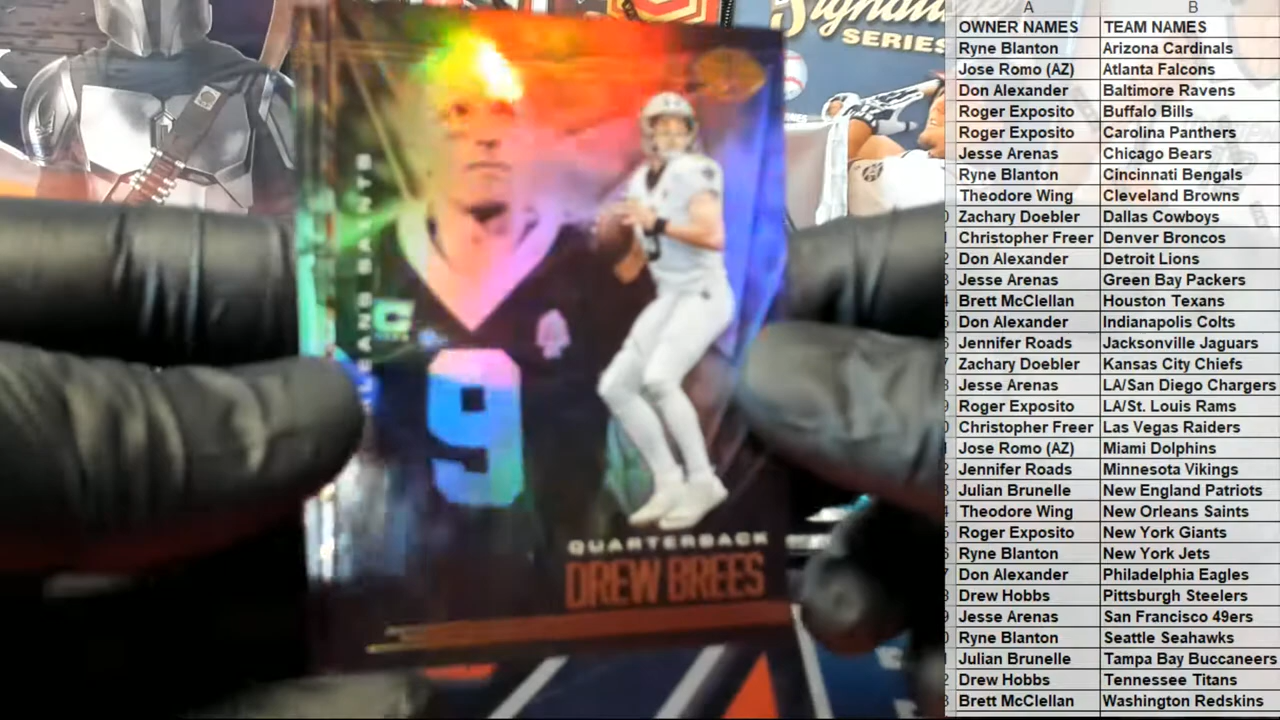 Signature
SERIES
LEANS SAINTS
C
9
QUARTERBACK
DREW BREES
A B
OWNER NAMES TEAM NAMES
Ryne Blanton Arizona Cardinals
Jose Romo (AZ) Atlanta Falcons
Don Alexander Baltimore Ravens
Roger Exposito Buffalo Bills
Roger Exposito Carolina Panthers
Jesse Arenas Chicago Bears
Ryne Blanton Cincinnati Bengals
Theodore Wing Cleveland Browns
Zachary Doebler Dallas Cowboys
Christopher Freer Denver Broncos
Don Alexander Detroit Lions
Jesse Arenas Green Bay Packers
Brett McClellan Houston Texans
Don Alexander Indianapolis Colts
Jennifer Roads Jacksonville Jaguars
Zachary Doebler Kansas City Chiefs
Jesse Arenas LA/San Diego Chargers
Roger Exposito LA/St. Louis Rams
Christopher Freer Las Vegas Raiders
Jose Romo (AZ) Miami Dolphins
Jennifer Roads Minnesota Vikings
Julian Brunelle New England Patriots
Theodore Wing New Orleans Saints
Roger Exposito New York Giants
Ryne Blanton New York Jets
Don Alexander Philadelphia Eagles
Drew Hobbs Pittsburgh Steelers
Jesse Arenas San Francisco 49ers
Ryne Blanton Seattle Seahawks
Julian Brunelle Tampa Bay Buccaneers
Drew Hobbs Tennessee Titans
Brett McClellan Washington Redskins